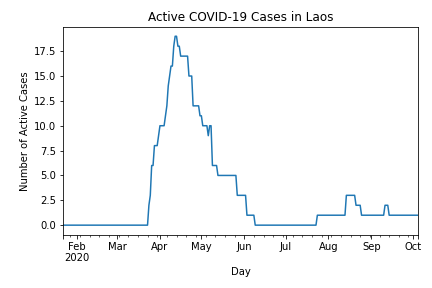 Active COVID-19 Cases in Laos
Number of Active Cases
17.5
15.0
12.5
10.0
7.5
5.0
2.5
0.0
Feb Mar Apr May Jun Jul Aug Sep Oct
2020
Day